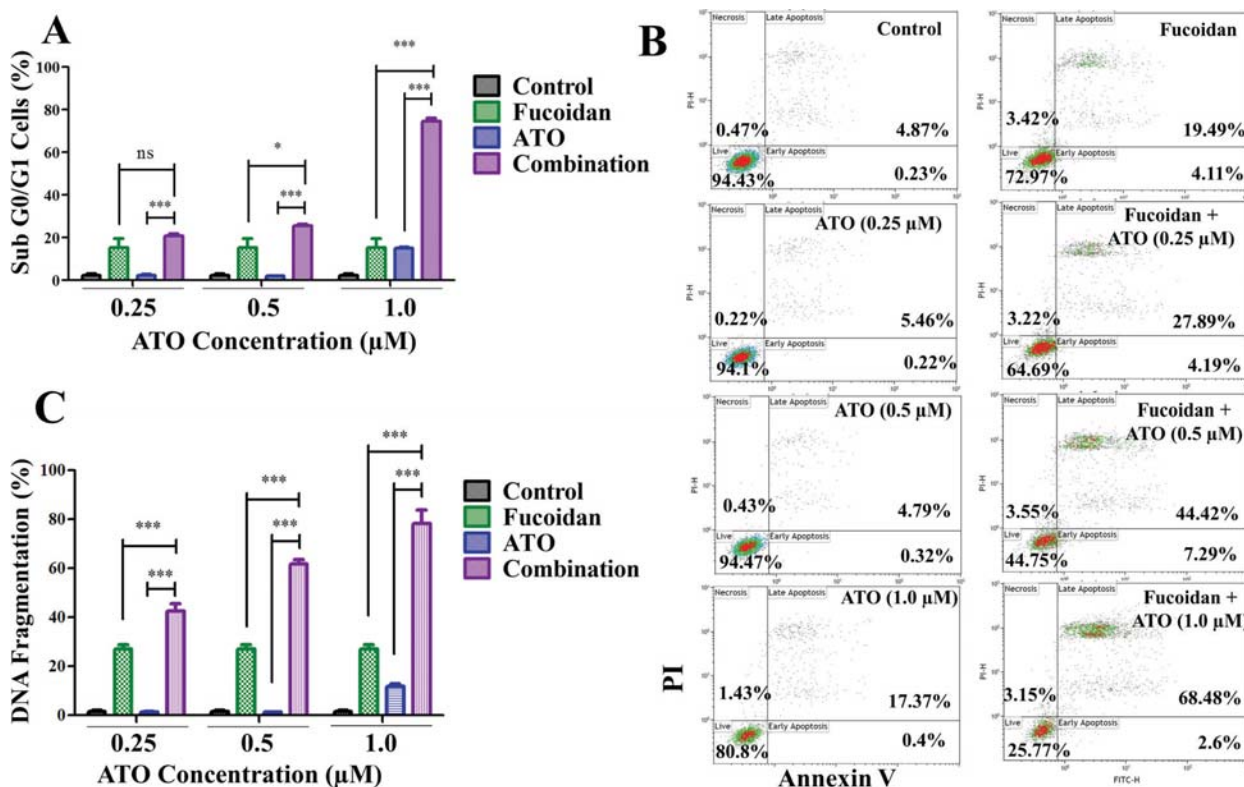 A
Sub G0/G1 Cells (%)
100
80
60
40
20
0
ns
***
*
***
***
***
0.25
0.5
1.0
ATO Concentration (µM)
Control
Fucoidan
ATO
Combination
B
Necrosis
Late Apoptosis
Control
PI-H
0.47%
4.87%
Live
Early Apoptosis
94.43%
0.23%
Necrosis
Late Apoptosis
Fucoidan
PI-H
3.42%
19.49%
Live
Early Apoptosis
72.97%
4.11%
Necrosis
Late Apoptosis
ATO (0.25 µM)
PI-H
0.22%
5.46%
Live
Early Apoptosis
94.1%
0.22%
Necrosis
Late Apoptosis
Fucoidan +
ATO (0.25 µM)
PI-H
3.22%
27.89%
Live
Early Apoptosis
64.69%
4.19%
Necrosis
Late Apoptosis
ATO (0.5 µM)
PI-H
0.43%
4.79%
Live
Early Apoptosis
94.47%
0.32%
Necrosis
Late Apoptosis
Fucoidan +
ATO (0.5 µM)
PI-H
3.55%
44.42%
Live
Early Apoptosis
44.75%
7.29%
Necrosis
Late Apoptosis
ATO (1.0 µM)
PI-H
1.43%
17.37%
Live
Early Apoptosis
80.8%
0.4%
Necrosis
Late Apoptosis
Fucoidan +
ATO (1.0 µM)
PI-H
3.15%
68.48%
Live
Early Apoptosis
25.77%
2.6%
FITC-H
PI
Annexin V
C
DNA Fragmentation (%)
100
80
60
40
20
0
***
***
***
***
***
***
0.25
0.5
1.0
ATO Concentration (µM)
Control
Fucoidan
ATO
Combination